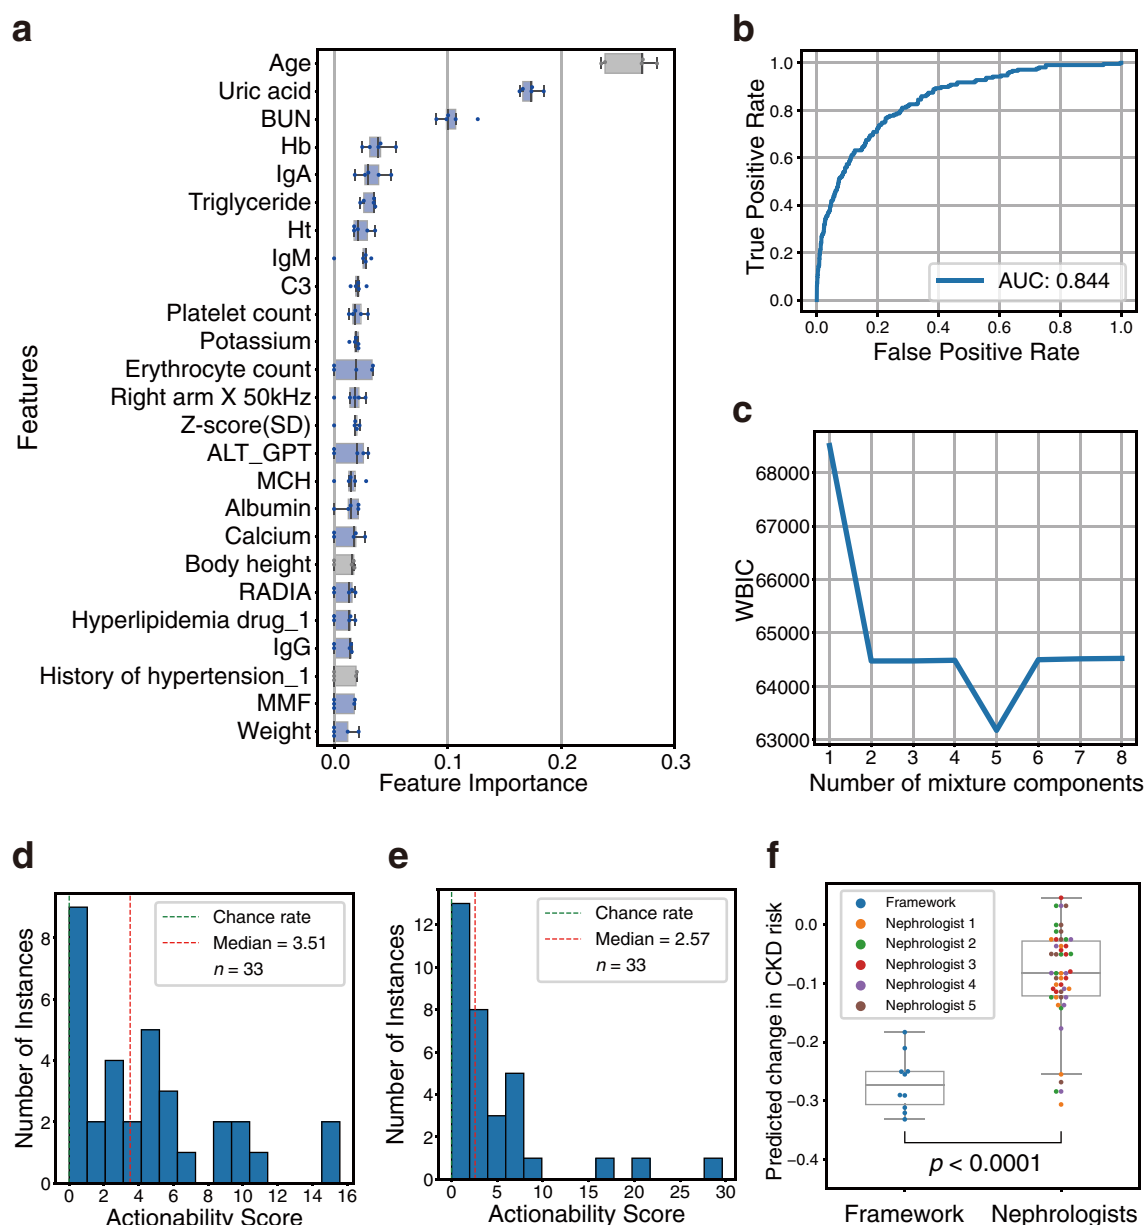 a
Features
Age
Uric acid
BUN
Hb
IgA
Triglyceride
Ht
IgM
C3
Platelet count
Potassium
Erythrocyte count
Right arm X 50kHz
Z-score(SD)
ALT_GPT
MCH
Albumin
Calcium
Body height
RADIA
Hyperlipidemia drug_1
IgG
History of hypertension_1
MMF
Weight
0.0 0.1 0.2 0.3
Feature Importance
b
True Positive Rate
1.0
0.8
0.6
0.4
0.2
0.0
AUC: 0.844
0.0 0.2 0.4 0.6 0.8 1.0
False Positive Rate
c
WBIC
68000
67000
66000
65000
64000
63000
1 2 3 4 5 6 7 8
Number of mixture components
d
Number of Instances
8
6
4
2
0
Chance rate
Median = 3.51
n = 33
0 2 4 6 8 10 12 14 16
Actionability Score
e
Number of Instances
12
10
8
6
4
2
0
Chance rate
Median = 2.57
n = 33
0 5 10 15 20 25 30
Actionability Score
f
Predicted change in CKD risk
0.0
−0.1
−0.2
−0.3
−0.4
Framework
Nephrologist 1
Nephrologist 2
Nephrologist 3
Nephrologist 4
Nephrologist 5
p < 0.0001
Framework Nephrologists